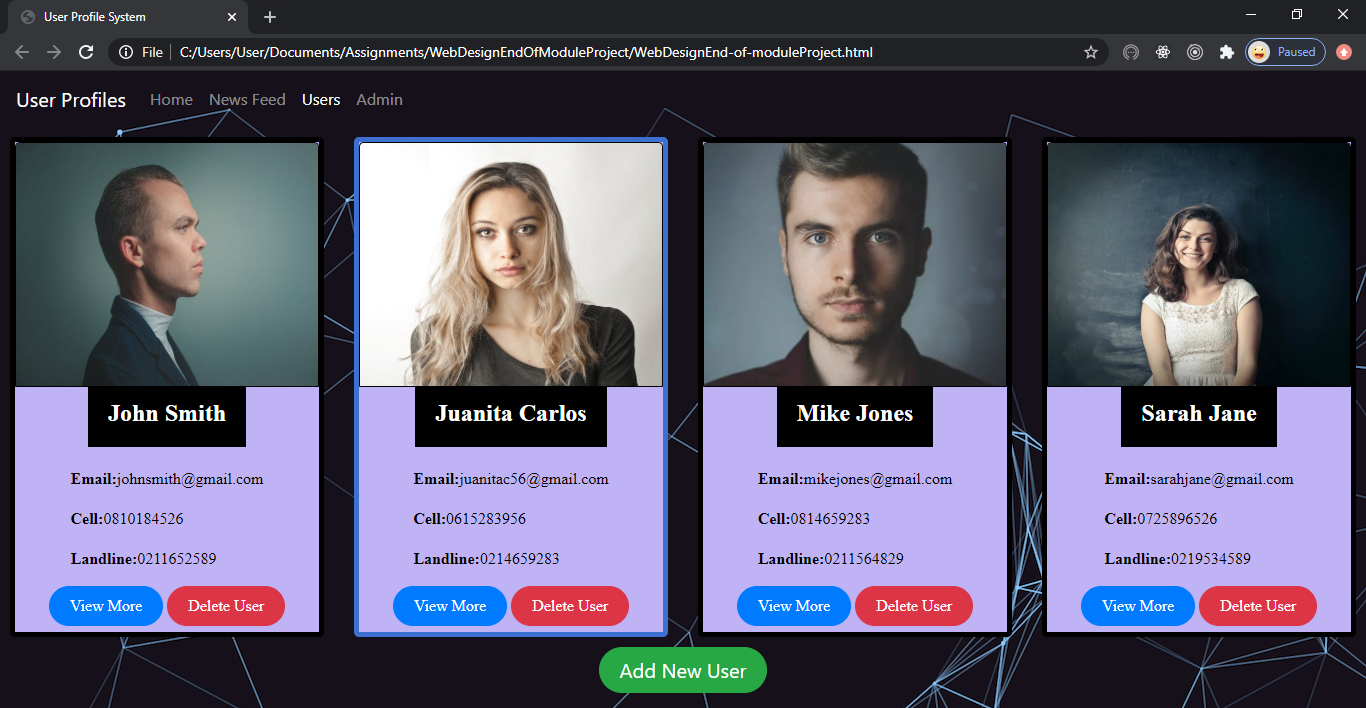 User Profile System
File C:/Users/User/Documents/Assignments/WebDesignEndOfModuleProject/WebDesignEnd-of-moduleProject.html
Paused
User Profiles Home News Feed Users Admin
John Smith
Email:johnsmith@gmail.com
Cell:0810184526
Landline:0211652589
View More Delete User
Juanita Carlos
Email:juanitac56@gmail.com
Cell:0615283956
Landline:0214659283
View More Delete User
Mike Jones
Email:mikejones@gmail.com
Cell:0814659283
Landline:0211564829
View More Delete User
Sarah Jane
Email:sarahjane@gmail.com
Cell:0725896526
Landline:0219534589
View More Delete User
Add New User